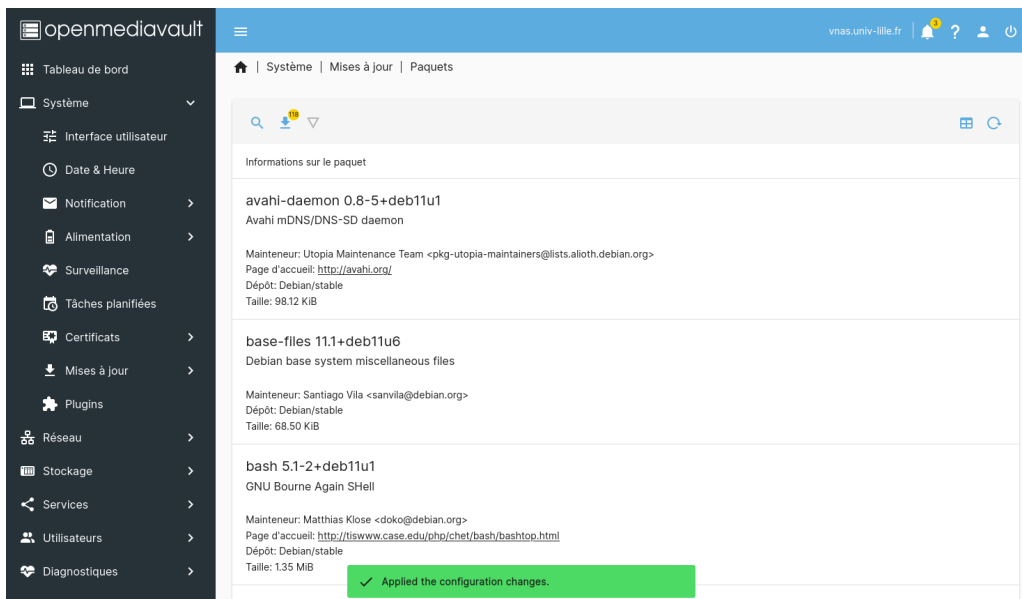 openmediavault
vnas.univ-lille.fr
3
?
Tableau de bord
Système
Interface utilisateur
Date & Heure
Notification
Alimentation
Surveillance
Tâches planifiées
Certificats
Mises à jour
Plugins
Réseau
Stockage
Services
Utilisateurs
Diagnostiques
| Système | Mises à jour | Paquets
118
Informations sur le paquet
avahi-daemon 0.8-5+deb11u1
Avahi mDNS/DNS-SD daemon
Mainteneur: Utopia Maintenance Team <pkg-utopia-maintainers@lists.alioth.debian.org>
Page d'accueil: http://avahi.org/
Dépôt: Debian/stable
Taille: 98.12 KiB
base-files 11.1+deb11u6
Debian base system miscellaneous files
Mainteneur: Santiago Vila <sanvila@debian.org>
Dépôt: Debian/stable
Taille: 68.50 KiB
bash 5.1-2+deb11u1
GNU Bourne Again SHell
Mainteneur: Matthias Klose <doko@debian.org>
Page d'accueil: http://tiswww.case.edu/php/chet/bash/bashtop.html
Dépôt: Debian/stable
Taille: 1.35 MiB
Applied the configuration changes.